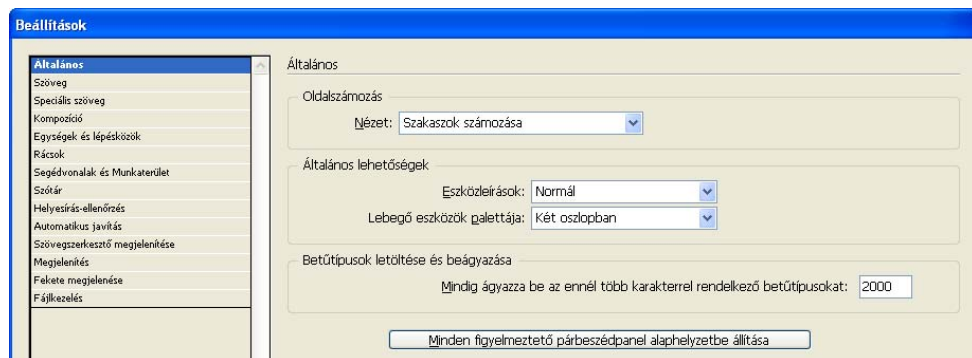 Beállítások
Általános
Szöveg
Speciális szöveg
Kompozíció
Egységek és lépésközök
Rácsok
Segédvonalak és Munkaterület
Szótár
Helyesírás-ellenőrzés
Automatikus javítás
Szövegszerkesztő megjelenítése
Megjelenítés
Fekete megjelenése
Fájlkezelés
Általános
Oldalszámozás
Nézet: Szakaszok számozása
Általános lehetőségek
Eszközleírások: Normál
Lebegő eszközök palettája: Két oszlopban
Betűtípusok letöltése és beágyazása
Mindig ágyazza be az ennél több karakterrel rendelkező betűtípusokat: 2000
Minden figyelmeztető párbeszédpanel alaphelyzetbe állítása